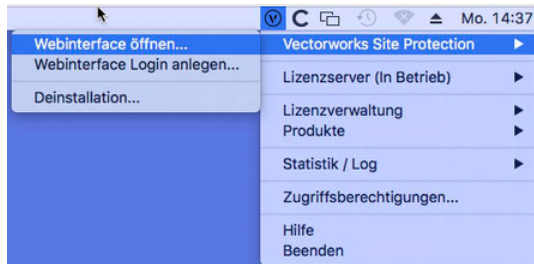 Mo. 14:37
Vectorworks Site Protection
Webinterface öffnen...
Webinterface Login anlegen...
Deinstallation...
Lizenzserver (In Betrieb)
Lizenzverwaltung
Produkte
Statistik / Log
Zugriffsberechtigungen...
Hilfe
Beenden